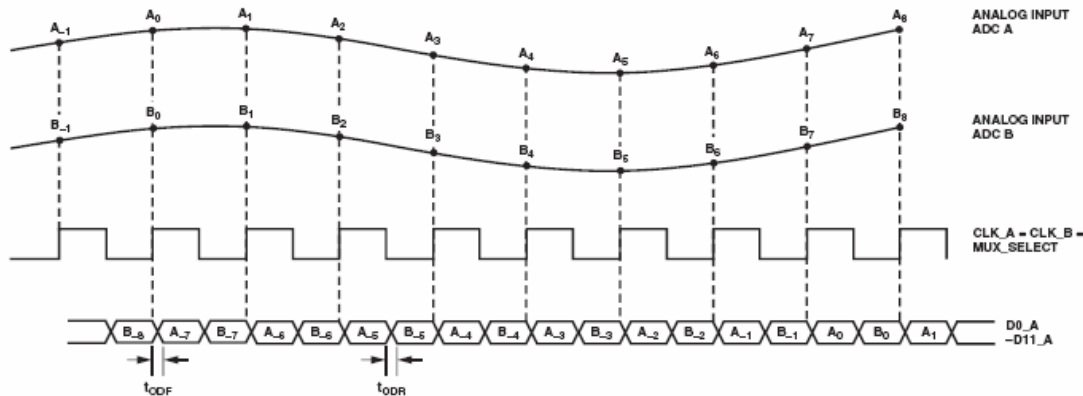 A–1 A0 A1 A2 A3 A4 A5 A6 A7 A8
ANALOG INPUT
ADC A
B–1 B0 B1 B2 B3 B4 B5 B6 B7 B8
ANALOG INPUT
ADC B
CLK_A = CLK_B =
MUX_SELECT
B–8 A–7 B–7 A–6 B–6 A–5 B–5 A–4 B–4 A–3 B–3 A–2 B–2 A–1 B–1 A0 B0 A1
D0_A
–D11_A
tODF tODR